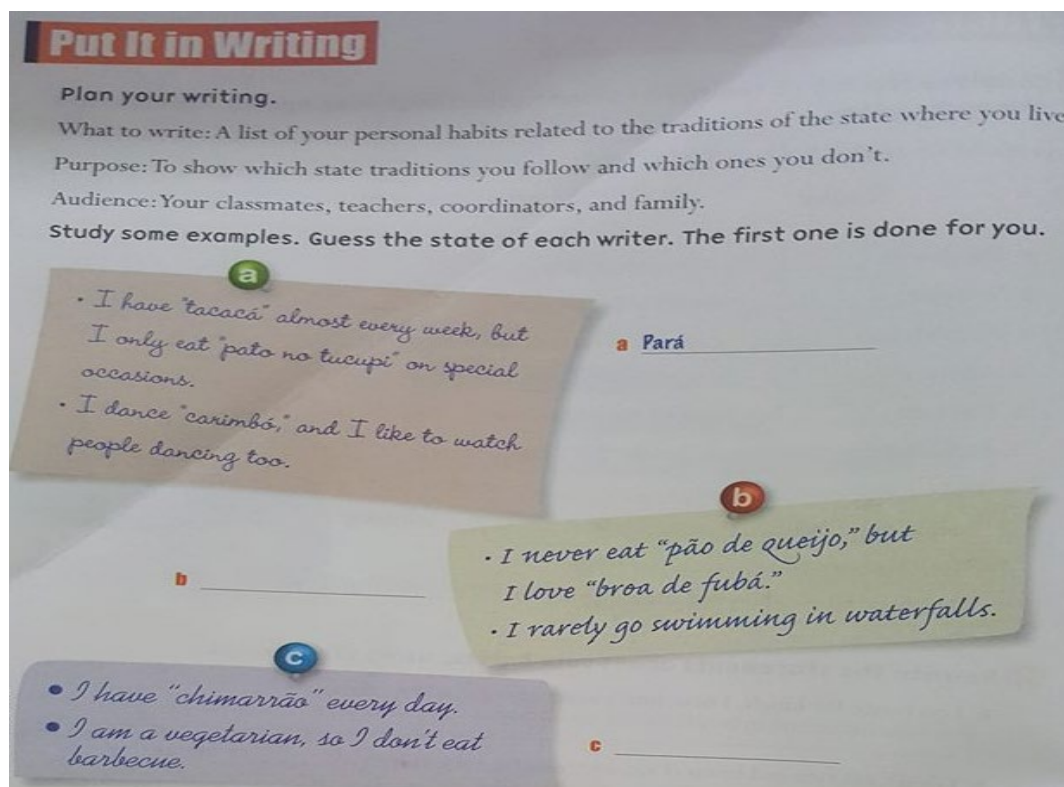 Put It in Writing
Plan your writing.
What to write: A list of your personal habits related to the traditions of the state where you live
Purpose: To show which state traditions you follow and which ones you don't.
Audience: Your classmates, teachers, coordinators, and family.
Study some examples. Guess the state of each writer. The first one is done for you.
a
• I have "tacacá" almost every week, but
I only eat "pato no tucupi" on special
occasions.
• I dance "carimbó," and I like to watch
people dancing too.
a Pará
b
• I never eat “pão de queijo,” but
I love “broa de fubá.”
• I rarely go swimming in waterfalls.
b
c
• I have “chimarrão” every day.
• I am a vegetarian, so I don't eat
barbecue.
c